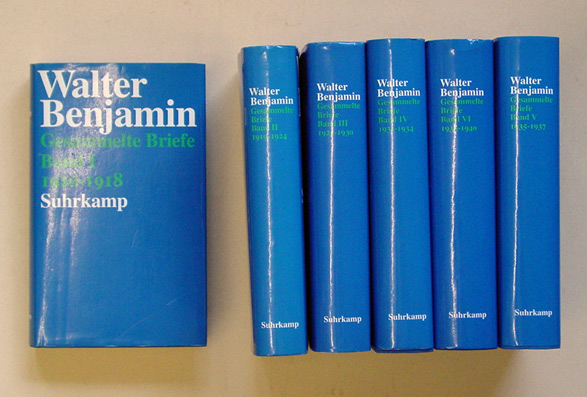 Walter
Benjamin
Gesammelte Briefe
Band I
1910-1918
Suhrkamp
Walter
Benjamin
Gesammelte
Briefe
Band II
1919-1924
Suhrkamp
Walter
Benjamin
Gesammelte
Briefe
Band III
1925-1930
Suhrkamp
Walter
Benjamin
Gesammelte
Briefe
Band IV
1931-1934
Suhrkamp
Walter
Benjamin
Gesammelte
Briefe
Band VI
1938-1940
Suhrkamp
Walter
Benjamin
Gesammelte
Briefe
Band V
1935-1937
Suhrkamp